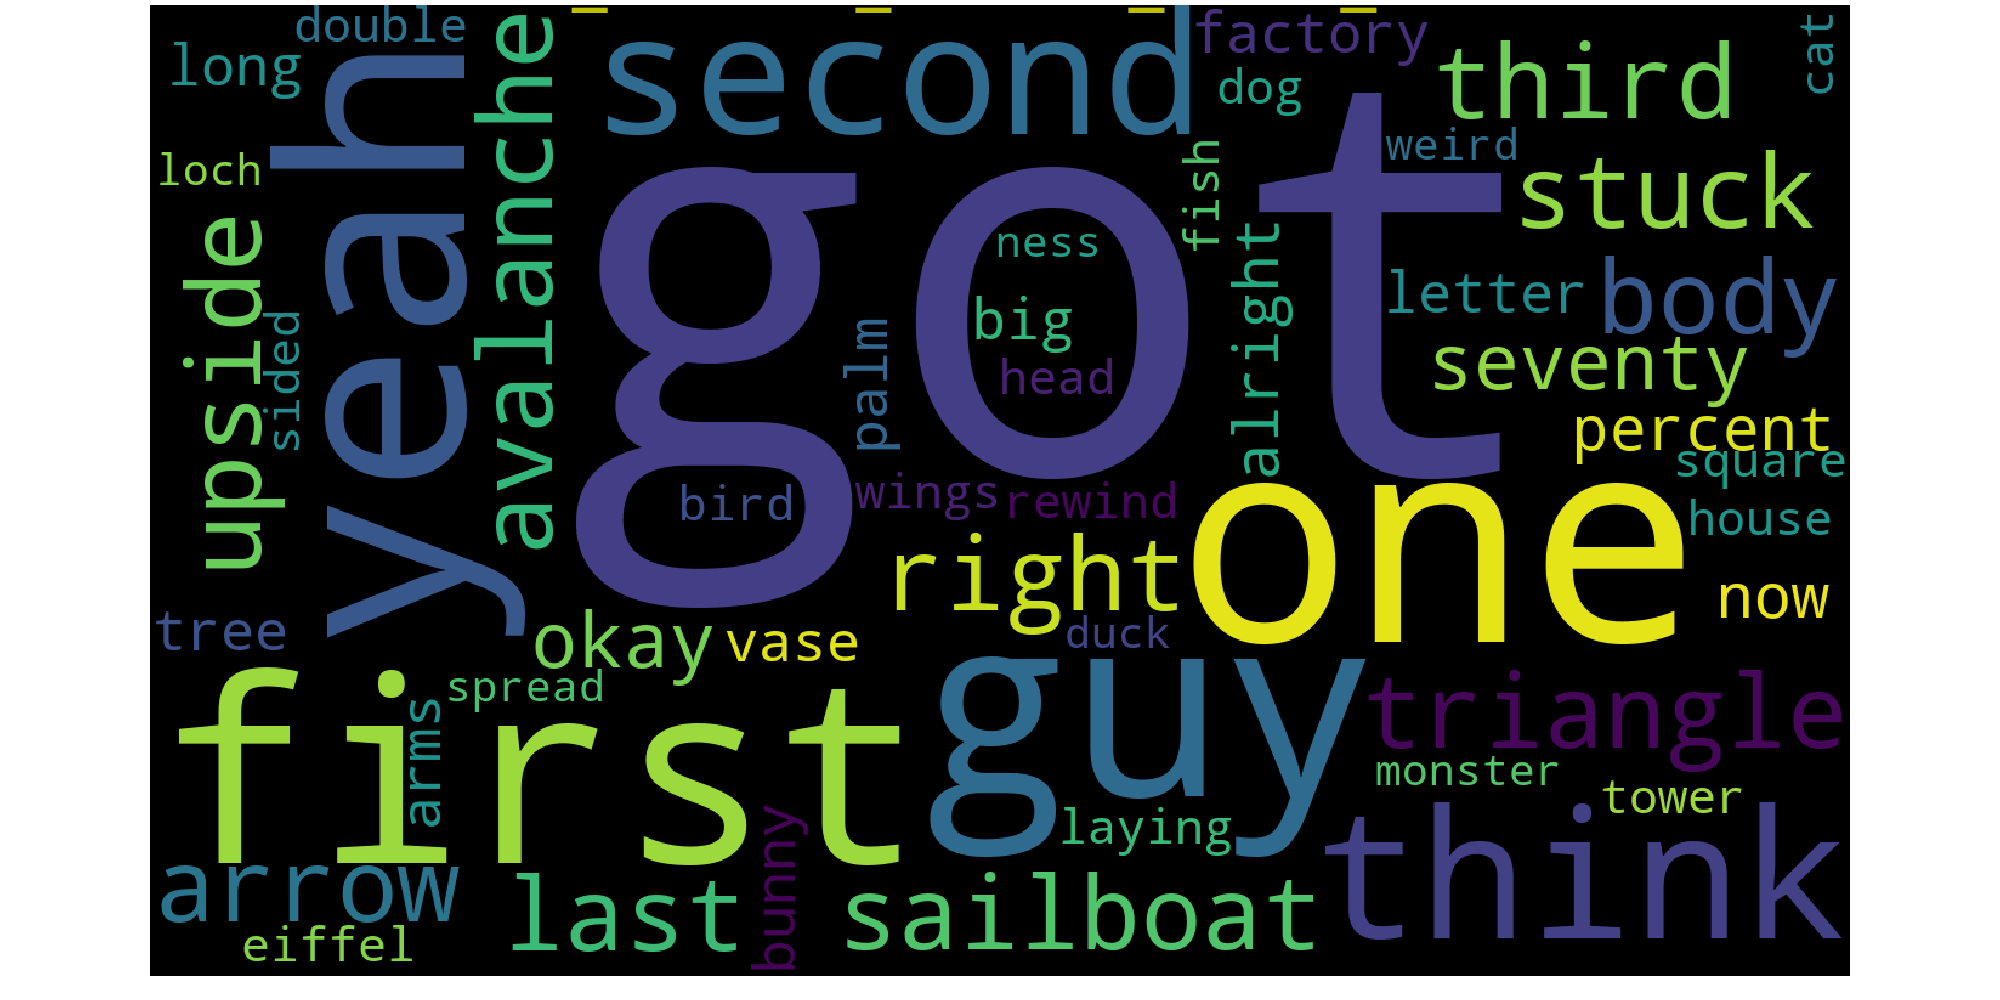 double
long
yeah
avalanche
second
factory
dog
third
cat
weird
loch
fish
stuck
got
upside
ness
alright
letter
body
sided
palm
big
head
seventy
percent
square
bird
wings
rewind
house
right
one
now
tree
okay
vase
duck
first
spread
guy
triangle
arms
monster
tower
laying
think
bunny
arrow
last
sailboat
eiffel